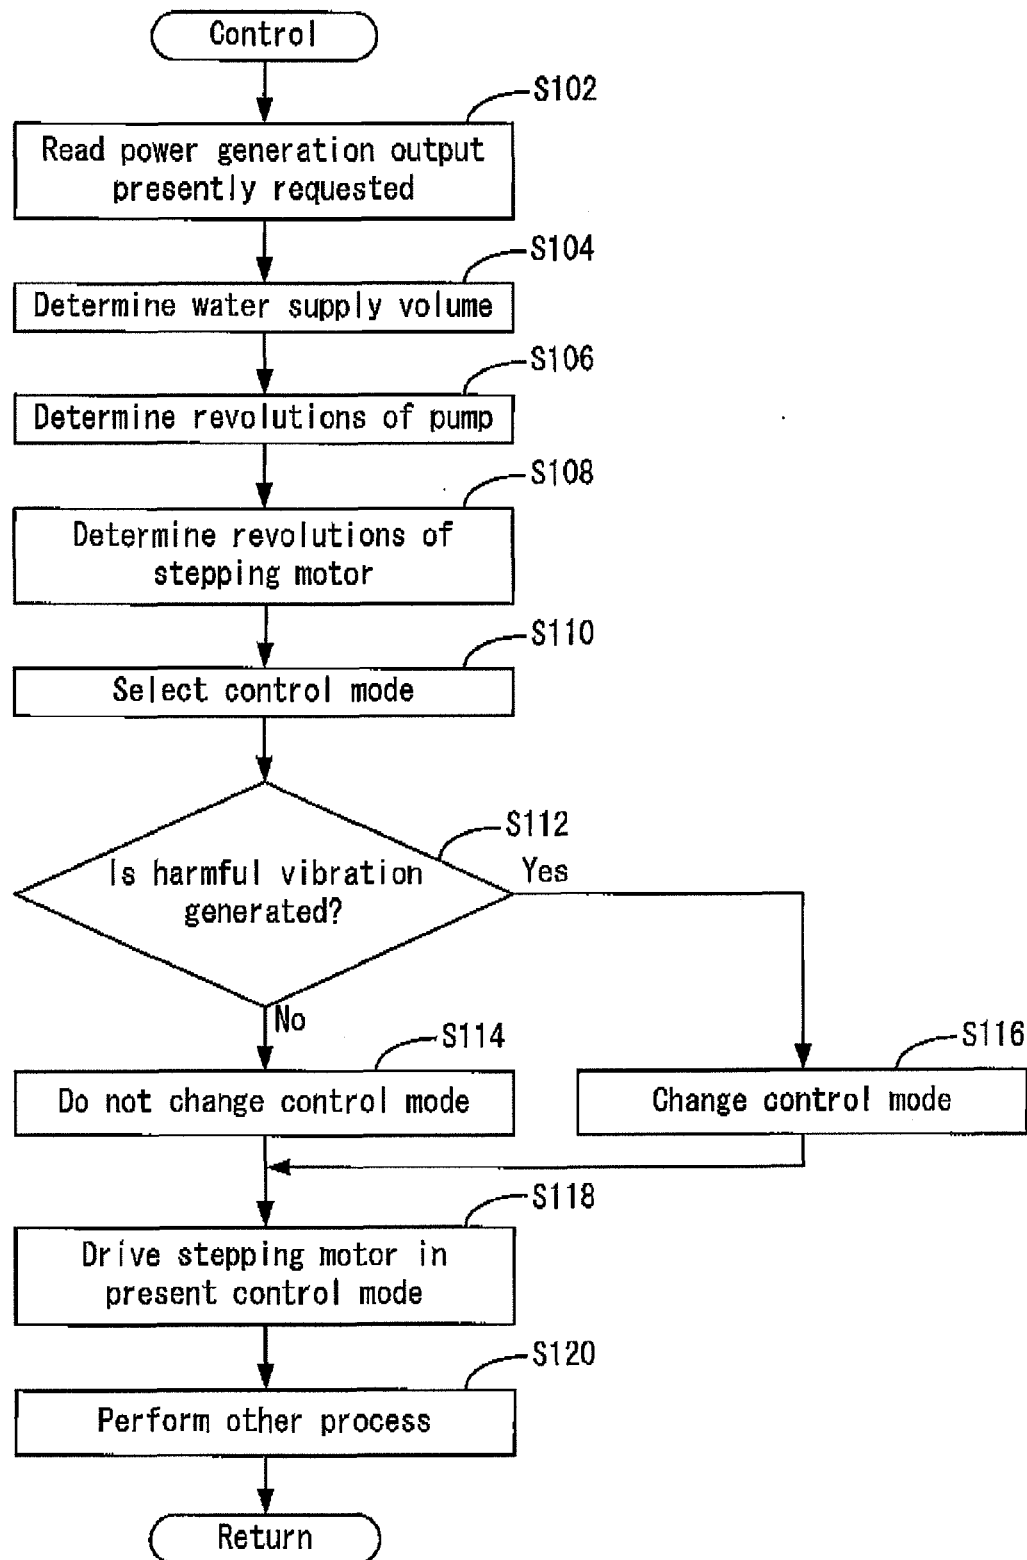 Control
S102
Read power generation output
presently requested
S104
Determine water supply volume
S106
Determine revolutions of pump
S108
Determine revolutions of
stepping motor
S110
Select control mode
S112
Is harmful vibration
generated?
Yes
No
S114
Do not change control mode
S116
Change control mode
S118
Drive stepping motor in
present control mode
S120
Perform other process
Return